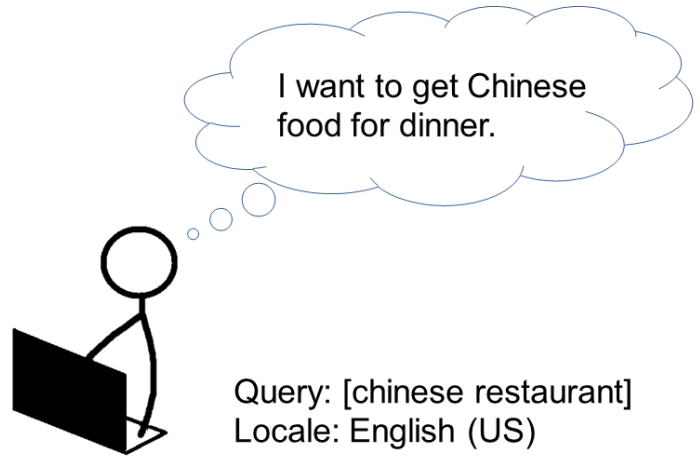 I want to get Chinese
food for dinner.
Query: [chinese restaurant]
Locale: English (US)